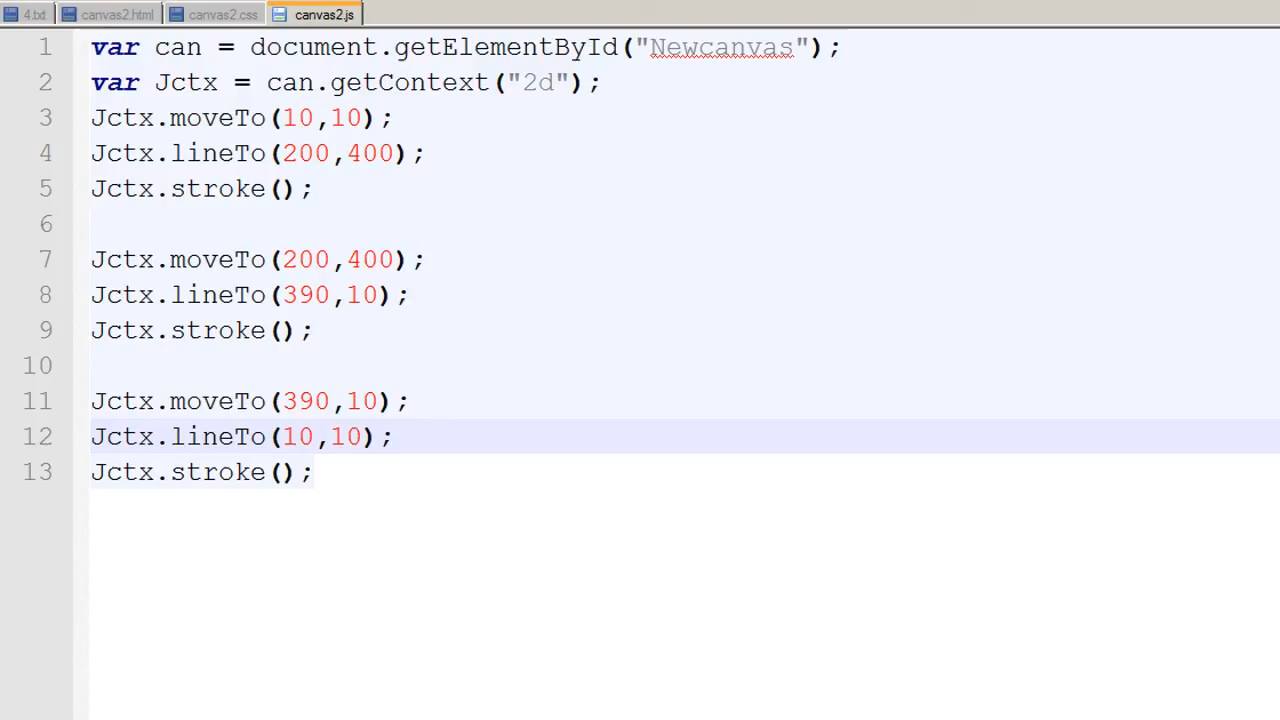 4.txt canvas2.html canvas2.css canvas2.js
1 var can = document.getElementById("Newcanvas");
2 var Jctx = can.getContext("2d");
3 Jctx.moveTo(10,10);
4 Jctx.lineTo(200,400);
5 Jctx.stroke();
6
7 Jctx.moveTo(200,400);
8 Jctx.lineTo(390,10);
9 Jctx.stroke();
10
11 Jctx.moveTo(390,10);
12 Jctx.lineTo(10,10);
13 Jctx.stroke();